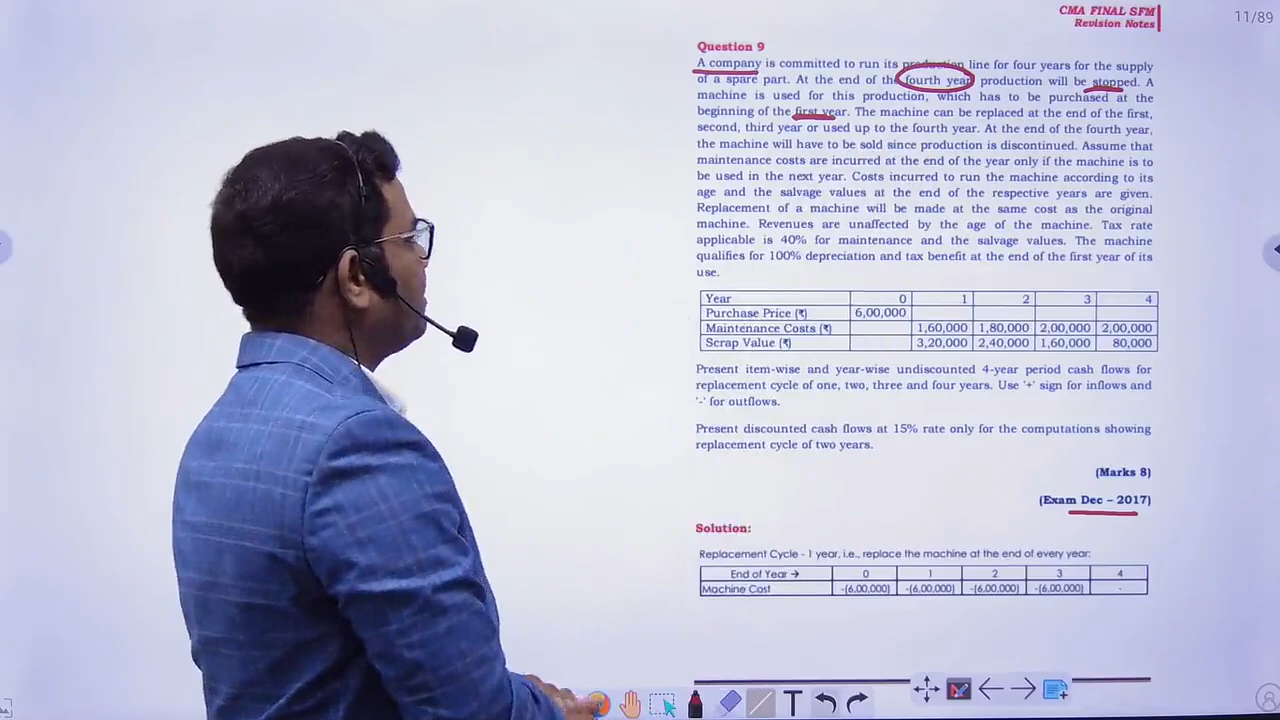 CMA FINAL SFM
Revision Notes
11/89
Question 9
A company is committed to run its production line for four years for the supply
of a spare part. At the end of the fourth year production will be stopped. A
machine is used for this production, which has to be purchased at the
beginning of the first year. The machine can be replaced at the end of the first,
second, third year or used up to the fourth year. At the end of the fourth year,
the machine will have to be sold since production is discontinued. Assume that
maintenance costs are incurred at the end of the year only if the machine is to
be used in the next year. Costs incurred to run the machine according to its
age and the salvage values at the end of the respective years are given.
Replacement of a machine will be made at the same cost as the original
machine. Revenues are unaffected by the age of the machine. Tax rate
applicable is 40% for maintenance and the salvage values. The machine
qualifies for 100% depreciation and tax benefit at the end of the first year of its
use.
Year 0 1 2 3 4
Purchase Price (₹) 6,00,000
Maintenance Costs (₹) 1,60,000 1,80,000 2,00,000 2,00,000
Scrap Value (₹) 3,20,000 2,40,000 1,60,000 80,000
Present item-wise and year-wise undiscounted 4-year period cash flows for
replacement cycle of one, two, three and four years. Use '+' sign for inflows and
'-' for outflows.
Present discounted cash flows at 15% rate only for the computations showing
replacement cycle of two years.
(Marks 8)
(Exam Dec – 2017)
Solution:
Replacement Cycle - 1 year, i.e., replace the machine at the end of every year:
End of Year → 0 1 2 3 4
Machine Cost -(6,00,000) -(6,00,000) -(6,00,000) -(6,00,000) -
T